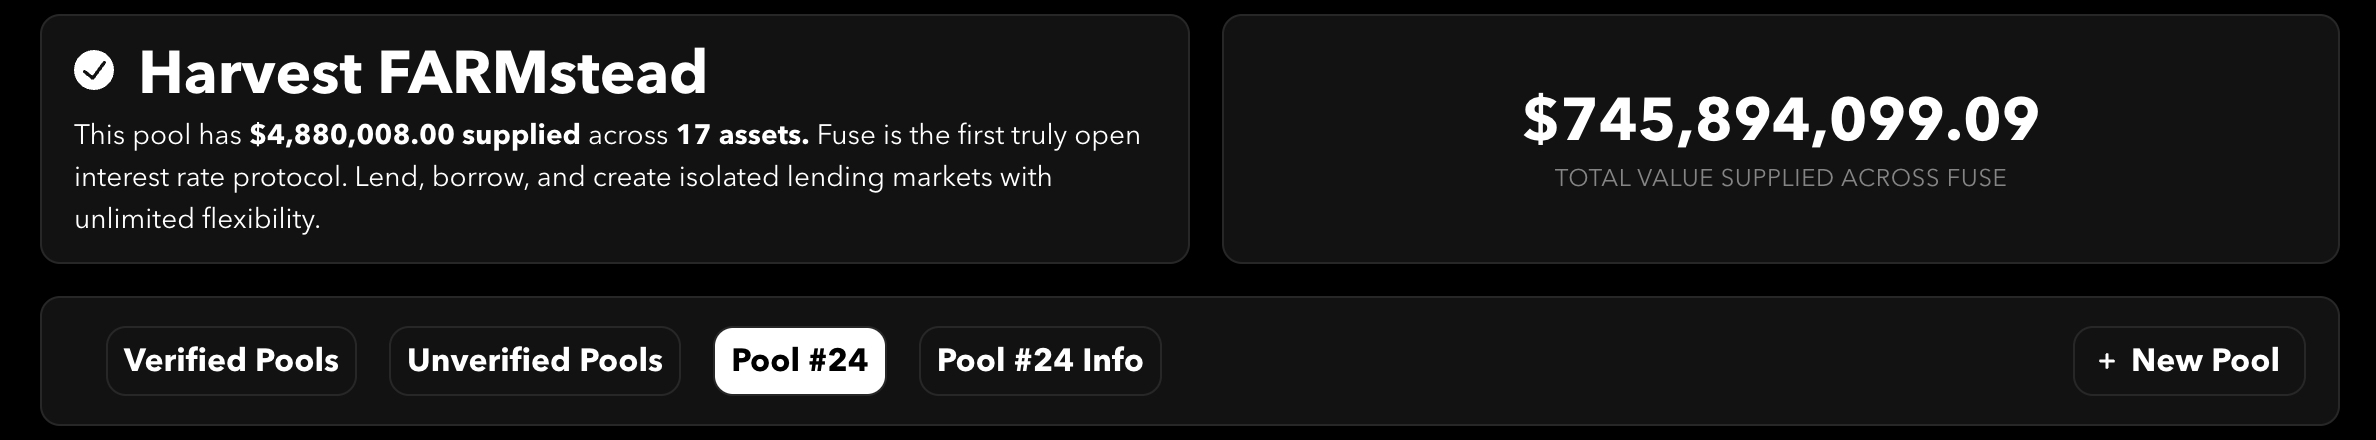 Harvest FARMstead
This pool has $4,880,008.00 supplied across 17 assets. Fuse is the first truly open
interest rate protocol. Lend, borrow, and create isolated lending markets with
unlimited flexibility.
$745,894,099.09
TOTAL VALUE SUPPLIED ACROSS FUSE
Verified Pools
Unverified Pools
Pool #24
Pool #24 Info
+ New Pool